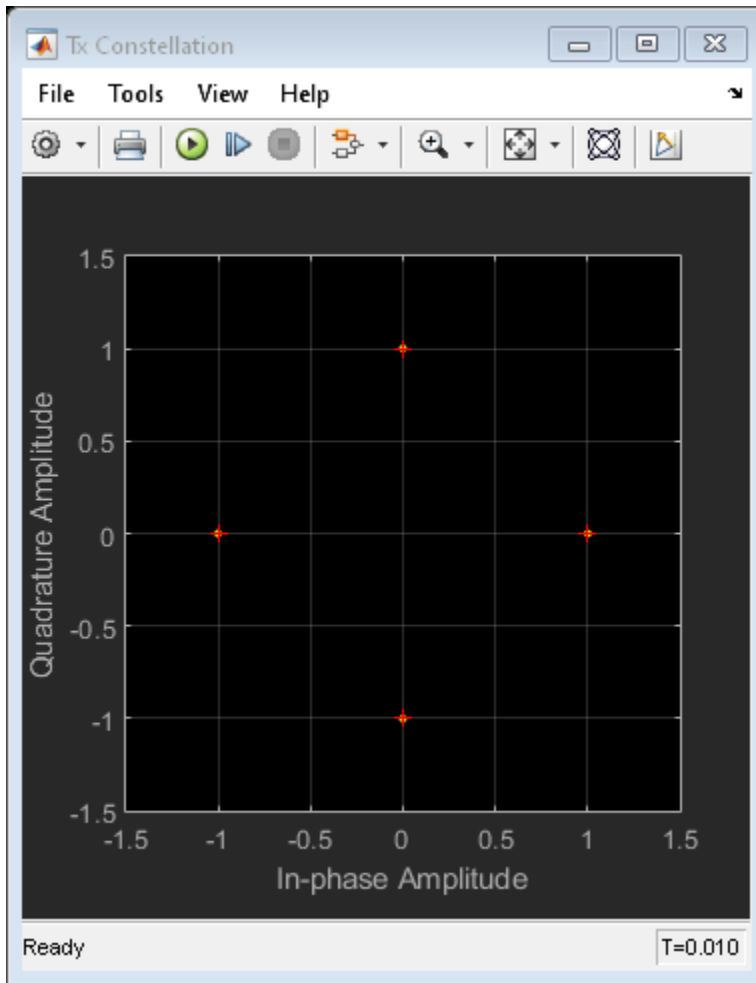 Tx Constellation
File Tools View Help
1.5
1
0.5
0
-0.5
-1
-1.5
Quadrature Amplitude
-1.5 -1 -0.5 0 0.5 1 1.5
In-phase Amplitude
Ready T=0.010